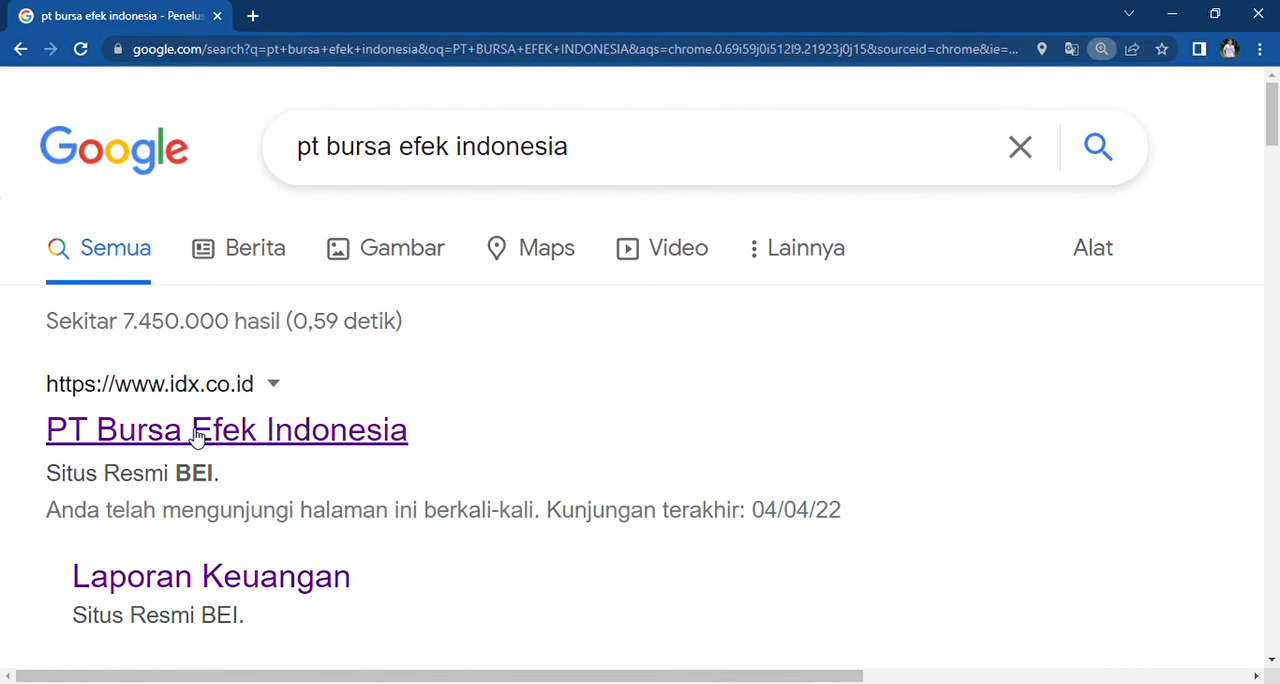 pt bursa efek indonesia - Penelus
google.com/search?q=pt+bursa+efek+indonesia&oq=PT+BURSA+EFEK+INDONESIA&aqs=chrome.0.69i59j0i512l9.21923j0j15&sourceid=chrome&ie=...
Google
pt bursa efek indonesia
Semua Berita Gambar Maps Video Lainnya Alat
Sekitar 7.450.000 hasil (0,59 detik)
https://www.idx.co.id
PT Bursa Efek Indonesia
Situs Resmi BEI.
Anda telah mengunjungi halaman ini berkali-kali. Kunjungan terakhir: 04/04/22
Laporan Keuangan
Situs Resmi BEI.